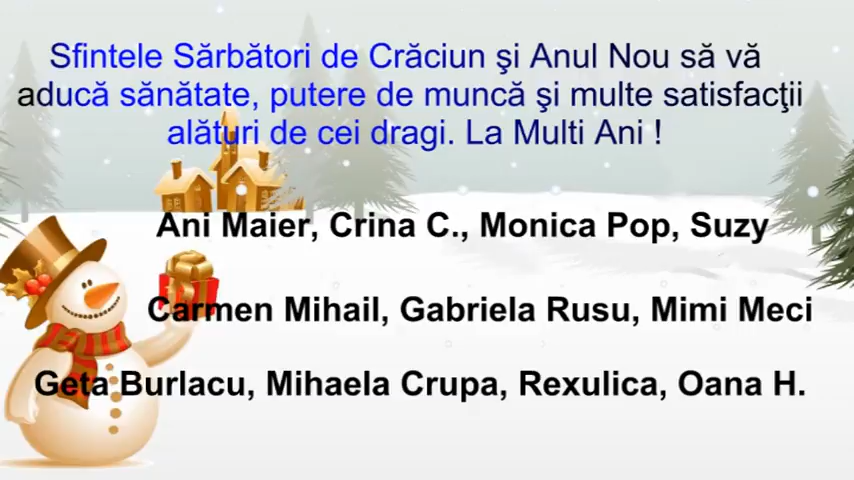 Sfintele Sărbători de Crăciun şi Anul Nou să vă
aducă sănătate, putere de muncă şi multe satisfacţii
alături de cei dragi. La Multi Ani !
Ani Maier, Crina C., Monica Pop, Suzy
Carmen Mihail, Gabriela Rusu, Mimi Meci
Geta Burlacu, Mihaela Crupa, Rexulica, Oana H.